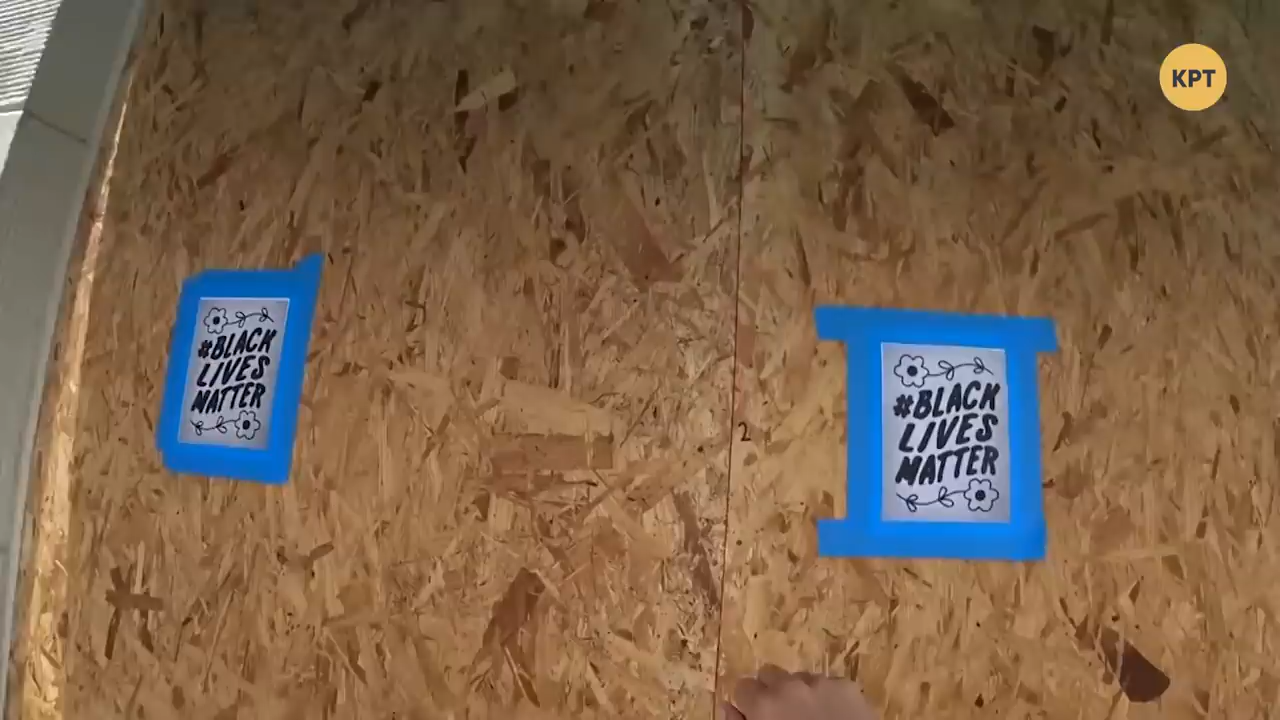 KPT
#BLACK
LIVES
MATTER
#BLACK
LIVES
MATTER
2